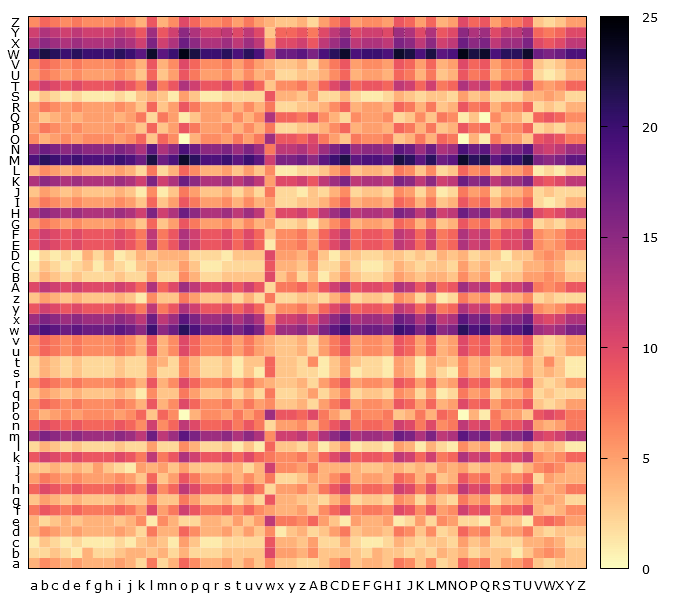 Z
Y
X
W
V
U
T
S
R
Q
P
O
N
M
L
K
J
I
H
G
F
E
D
C
B
A
z
y
x
w
v
u
t
s
r
q
p
o
n
m
l
k
j
i
h
g
f
e
d
c
b
a
a b c d e f g h i j k l m n o p q r s t u v w x y z A B C D E F G H I J K L M N O P Q R S T U V W X Y Z
25
20
15
10
5
0